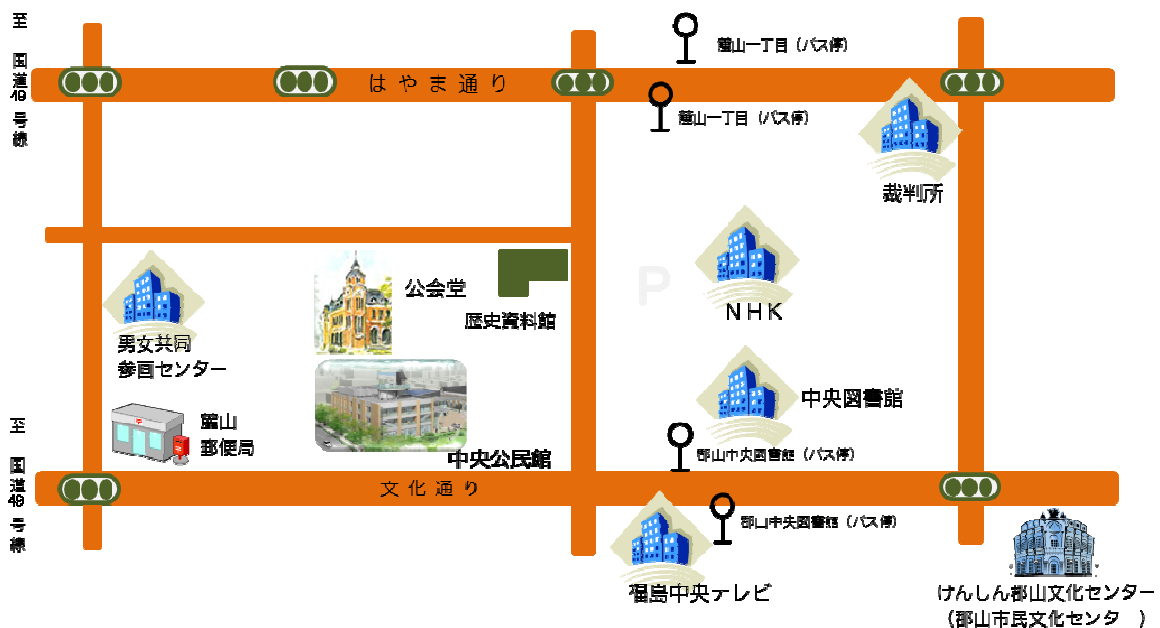 至 国道49号線
麓山一丁目（バス停）
はやま通り
麓山一丁目（バス停）
裁判所
公会堂
歴史資料館
P
NHK
男女共同
参画センター
麓山
郵便局
中央図書館
至 国道49号線
郡山中央図書館（バス停）
中央公民館
文化通り
郡山中央図書館（バス停）
福島中央テレビ
けんしん郡山文化センター
（郡山市民文化センタ　）